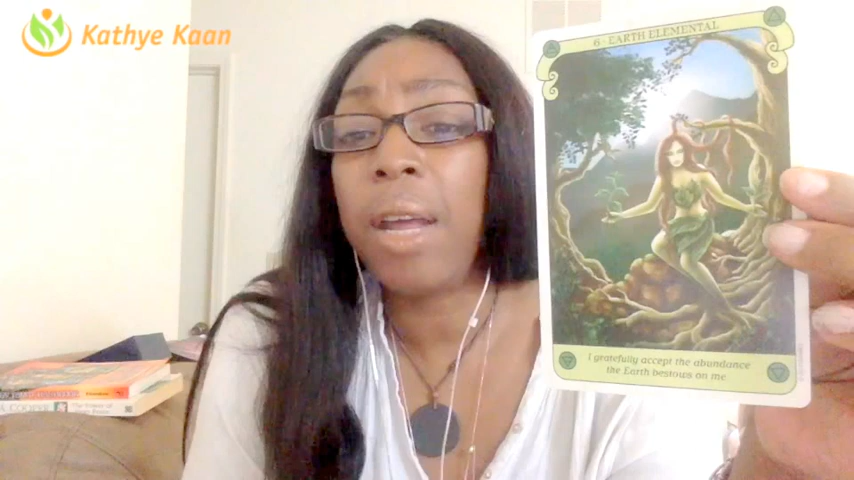 Kathye Kaan
6 · EARTH ELEMENTAL
I gratefully accept the abundance
the Earth bestows on me